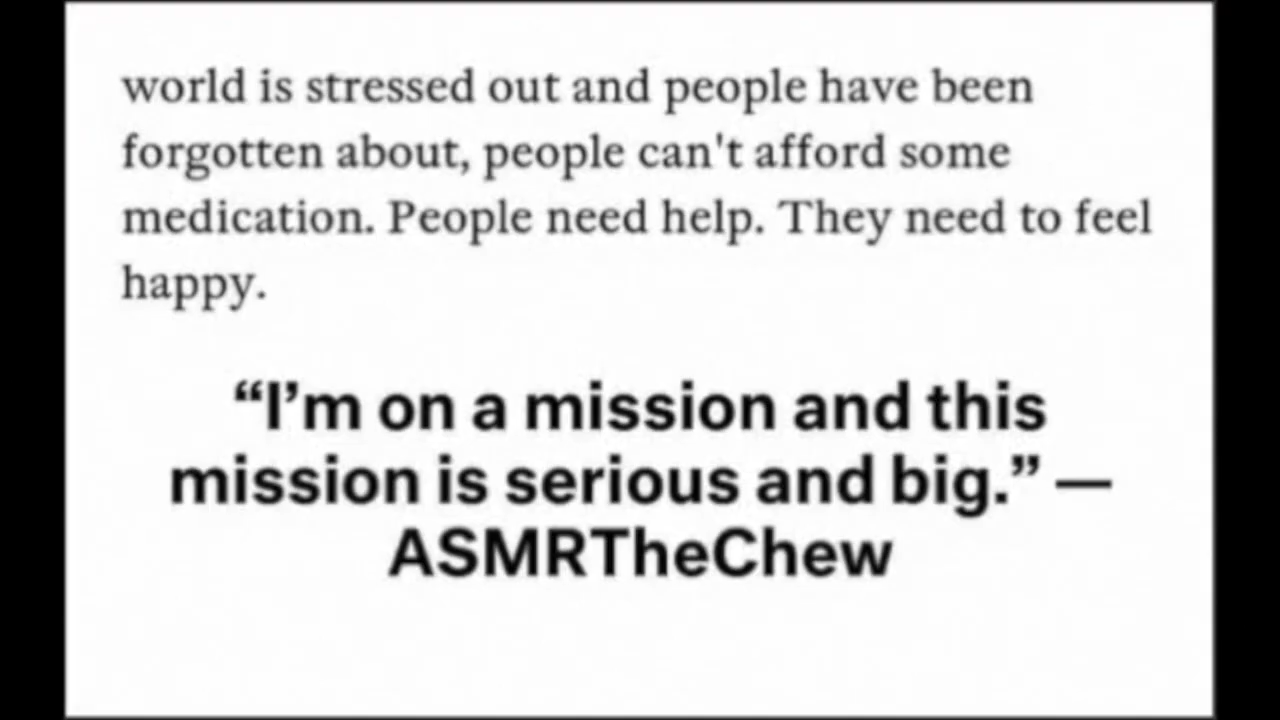 world is stressed out and people have been
forgotten about, people can't afford some
medication. People need help. They need to feel
happy.
“I’m on a mission and this
mission is serious and big.” —
ASMRTheChew